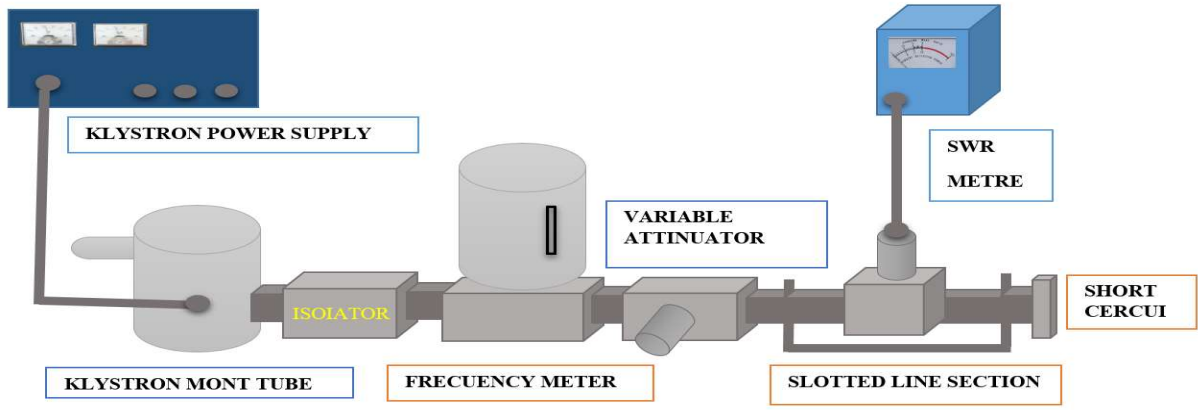 KLYSTRON POWER SUPPLY
SWR
METRE
VARIABLE
ATTINUATOR
ISOIATOR
SHORT
CERCUI
KLYSTRON MONT TUBE
FRECUENCY METER
SLOTTED LINE SECTION